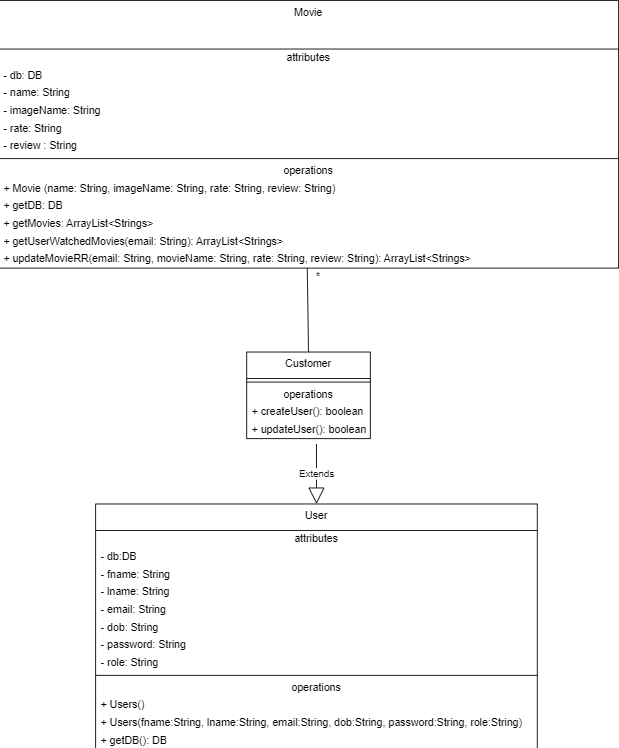 Movie
attributes
- db: DB
- name: String
- imageName: String
- rate: String
- review : String
operations
+ Movie (name: String, imageName: String, rate: String, review: String)
+ getDB: DB
+ getMovies: ArrayList<Strings>
+ getUserWatchedMovies(email: String): ArrayList<Strings>
+ updateMovieRR(email: String, movieName: String, rate: String, review: String): ArrayList<Strings>
*
Customer
operations
+ createUser(): boolean
+ updateUser(): boolean
Extends
User
attributes
- db:DB
- fname: String
- lname: String
- email: String
- dob: String
- password: String
- role: String
operations
+ Users()
+ Users(fname:String, lname:String, email:String, dob:String, password:String, role:String)
+ getDB(): DB